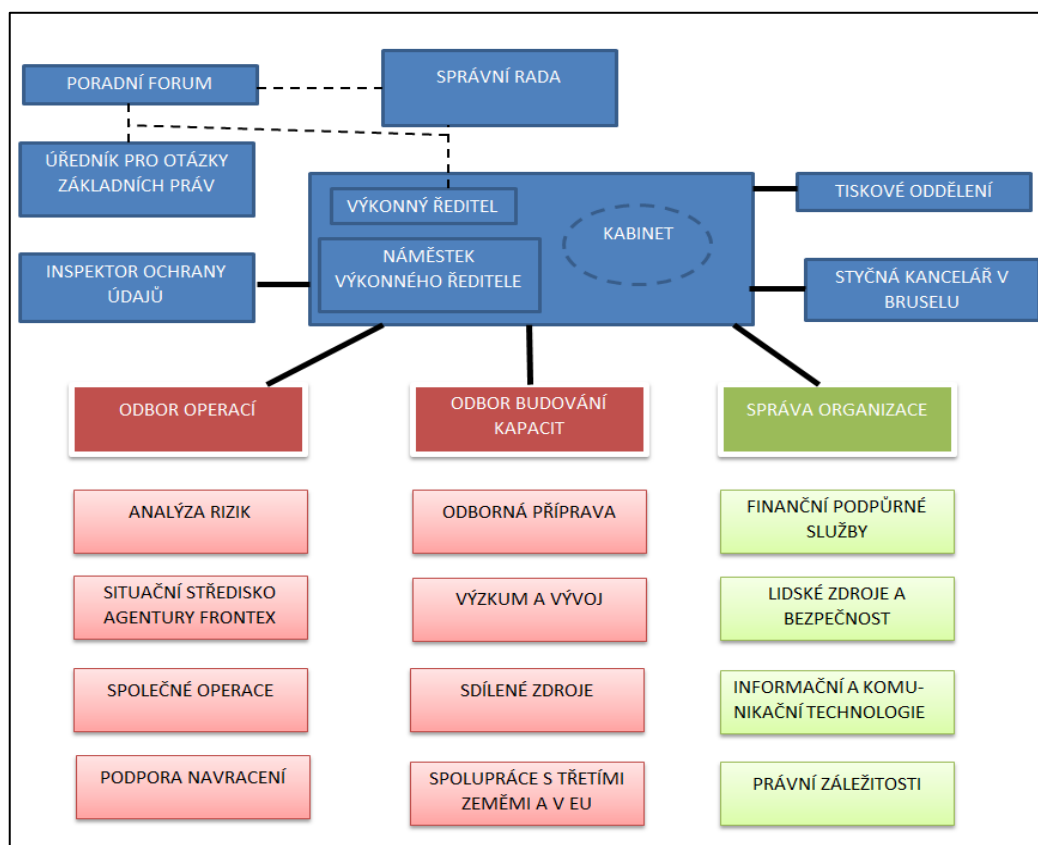 PORADNÍ FORUM
SPRÁVNÍ RADA
ÚŘEDNÍK PRO OTÁZKY
ZÁKLADNÍCH PRÁV
VÝKONNÝ ŘEDITEL
KABINET
TISKOVÉ ODDĚLENÍ
INSPEKTOR OCHRANY
ÚDAJŮ
NÁMĚSTEK
VÝKONNÉHO ŘEDITELE
STYČNÁ KANCELÁŘ V
BRUSELU
ODBOR OPERACÍ
ODBOR BUDOVÁNÍ
KAPACIT
SPRÁVA ORGANIZACE
ANALÝZA RIZIK
ODBORNÁ PŘÍPRAVA
FINANČNÍ PODPŮRNÉ
SLUŽBY
SITUAČNÍ STŘEDISKO
AGENTURY FRONTEX
VÝZKUM A VÝVOJ
LIDSKÉ ZDROJE A
BEZPEČNOST
SPOLEČNÉ OPERACE
SDÍLENÉ ZDROJE
INFORMAČNÍ A KOMU-
NIKAČNÍ TECHNOLOGIE
PODPORA NAVRACENÍ
SPOLUPRÁCE S TŘETÍMI
ZEMĚMI A V EU
PRÁVNÍ ZÁLEŽITOSTI